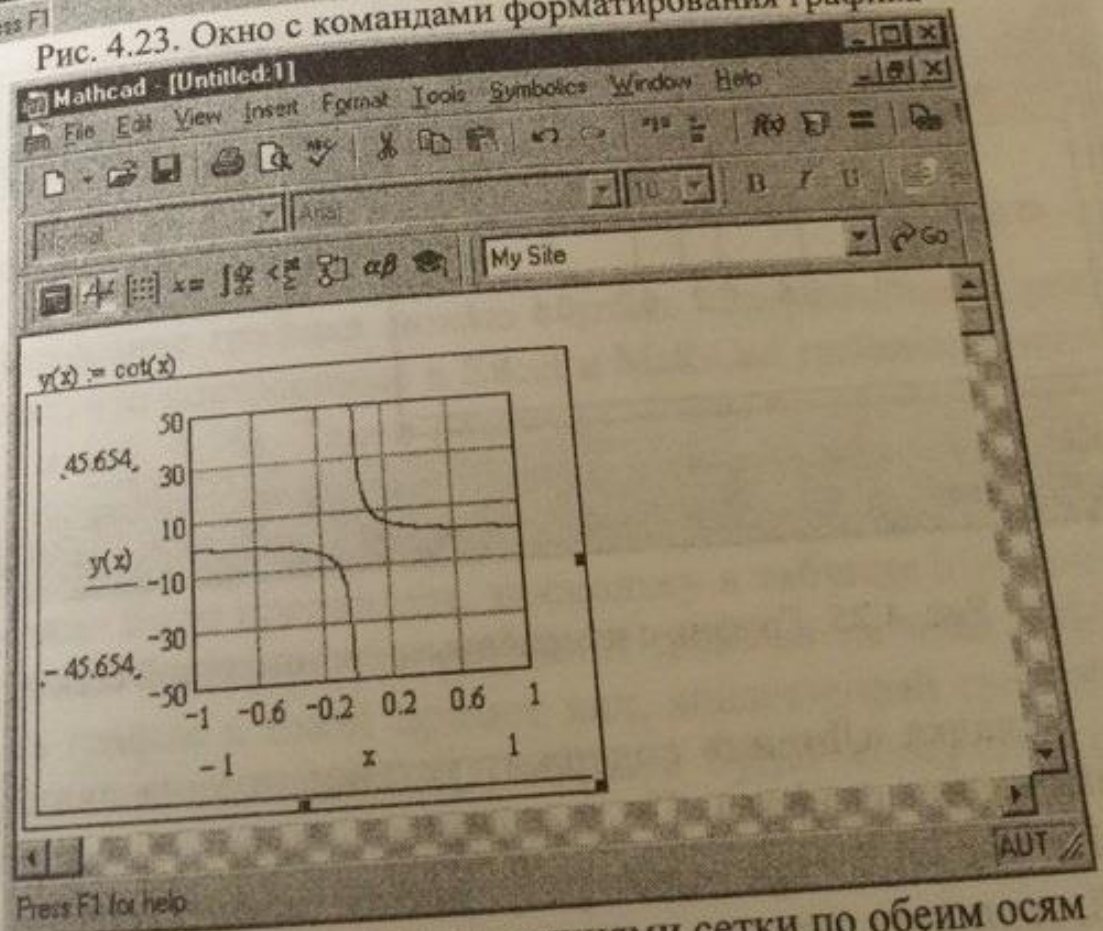 ess F1
Рис. 4.23. Окно с командами форматирования графика
Mathcad - [Untitled:1]
File Edit View Insert Format Tools Symbolics Window Help
Normal Arial 10 B I U
My Site Go
y(x) := cot(x)
50
45.654
30
10
y(x)
-10
-30
-45.654
-50
-1 -0.6 -0.2 0.2 0.6 1
-1 x 1
AUT
Press F1 for help
сетки по обеим осям